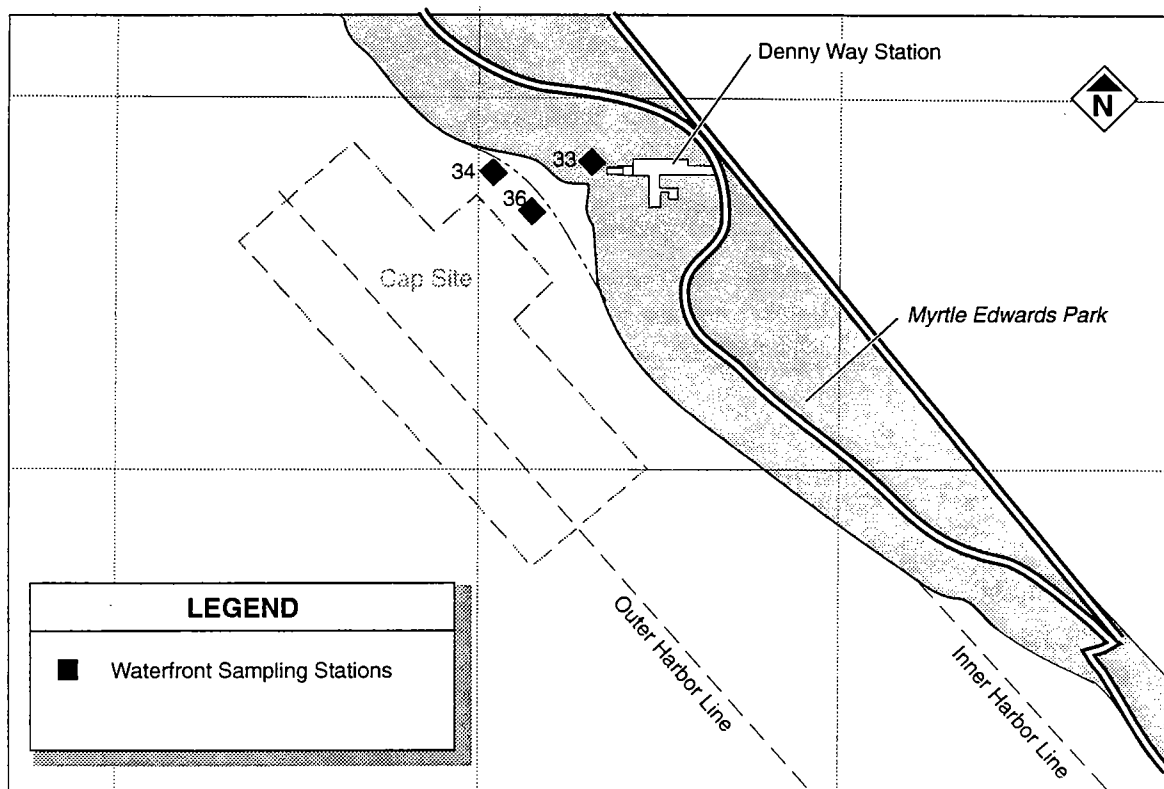 Denny Way Station
N
33
34
36
Cap Site
Myrtle Edwards Park
LEGEND
Waterfront Sampling Stations
Outer Harbor Line
Inner Harbor Line